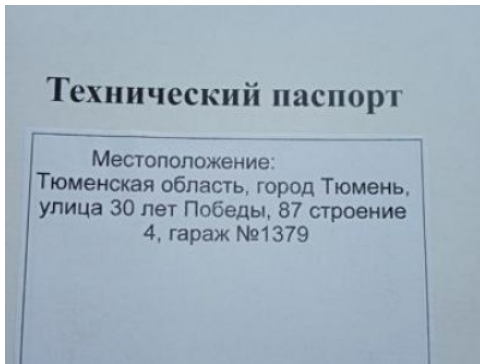 Технический паспорт
Местоположение:
Тюменская область, город Тюмень,
улица 30 лет Победы, 87 строение
4, гараж №1379